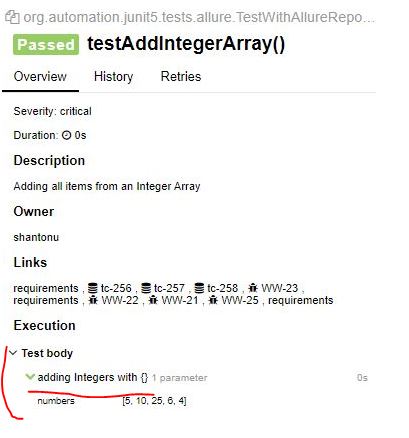 org.automation.junit5.tests.allure.TestWithAllureRepo...
Passed testAddIntegerArray()
Overview History Retries
Severity: critical
Duration: 0s
Description
Adding all items from an Integer Array
Owner
shantonu
Links
requirements , tc-256 , tc-257 , tc-258 , WW-23 ,
requirements , WW-22 , WW-21 , WW-25 , requirements
Execution
Test body
adding Integers with {} 1 parameter 0s
numbers [5, 10, 25, 6, 4]